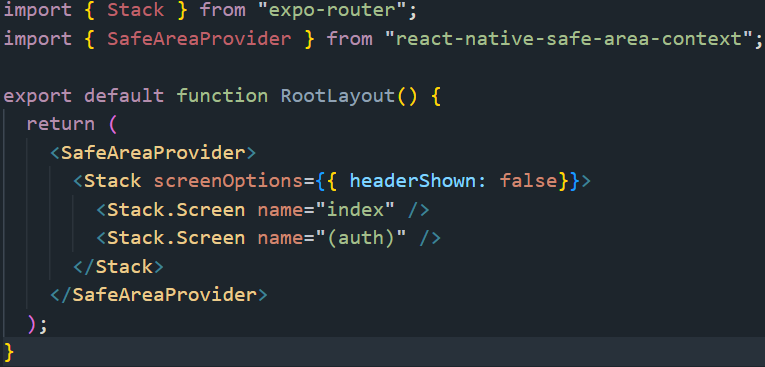 import { Stack } from "expo-router";
import { SafeAreaProvider } from "react-native-safe-area-context";

export default function RootLayout() {
  return (
    <SafeAreaProvider>
      <Stack screenOptions={{ headerShown: false}}>
        <Stack.Screen name="index" />
        <Stack.Screen name="(auth)" />
      </Stack>
    </SafeAreaProvider>
  );
}